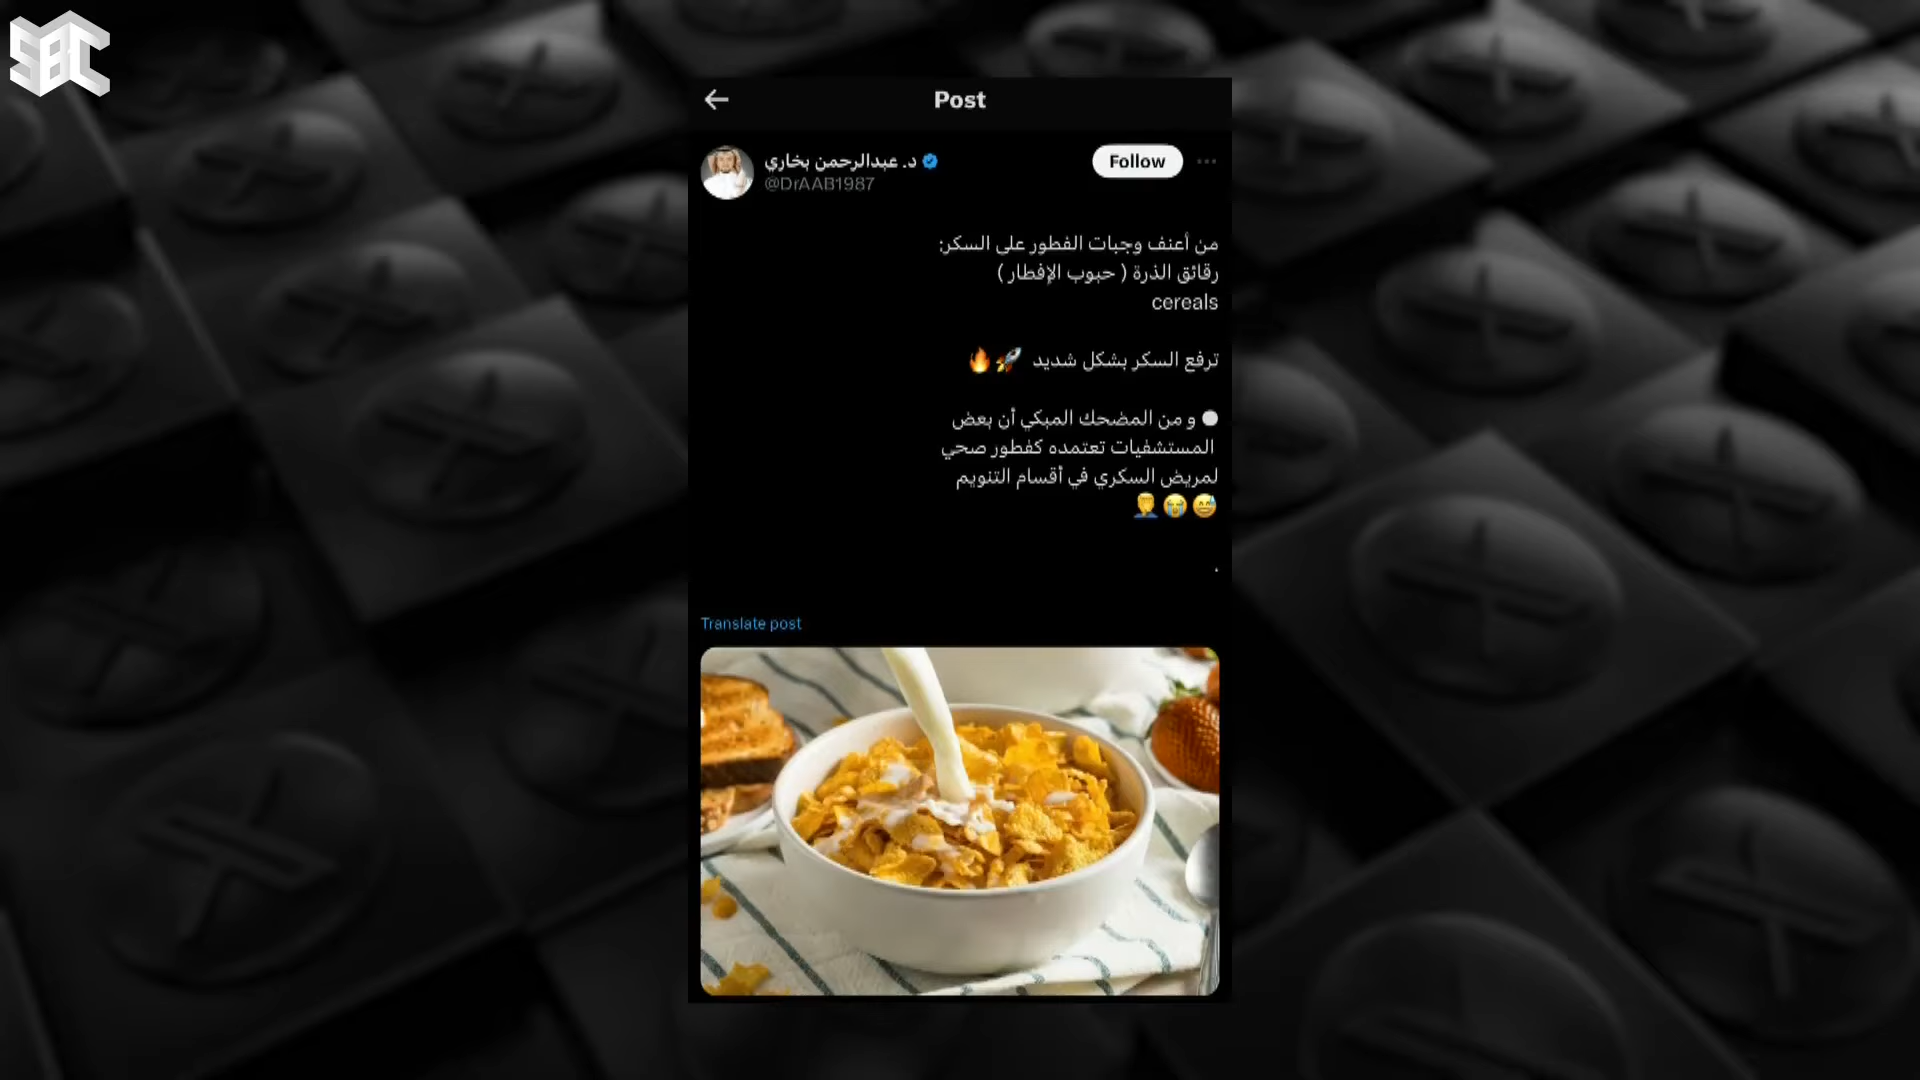 SBC
Post
د. عبدالرحمن بخاري
Follow
@DrAAB1987
من أعنف وجبات الفطور على السكر:
رقائق الذرة ( حبوب الإفطار )
cereals
ترفع السكر بشكل شديد 🚀🔥
⚪ و من المضحك المبكي أن بعض
المستشفيات تعتمده كفطور صحي
لمريض السكري في أقسام التنويم
😅😭🤦‍♂️
.
Translate post